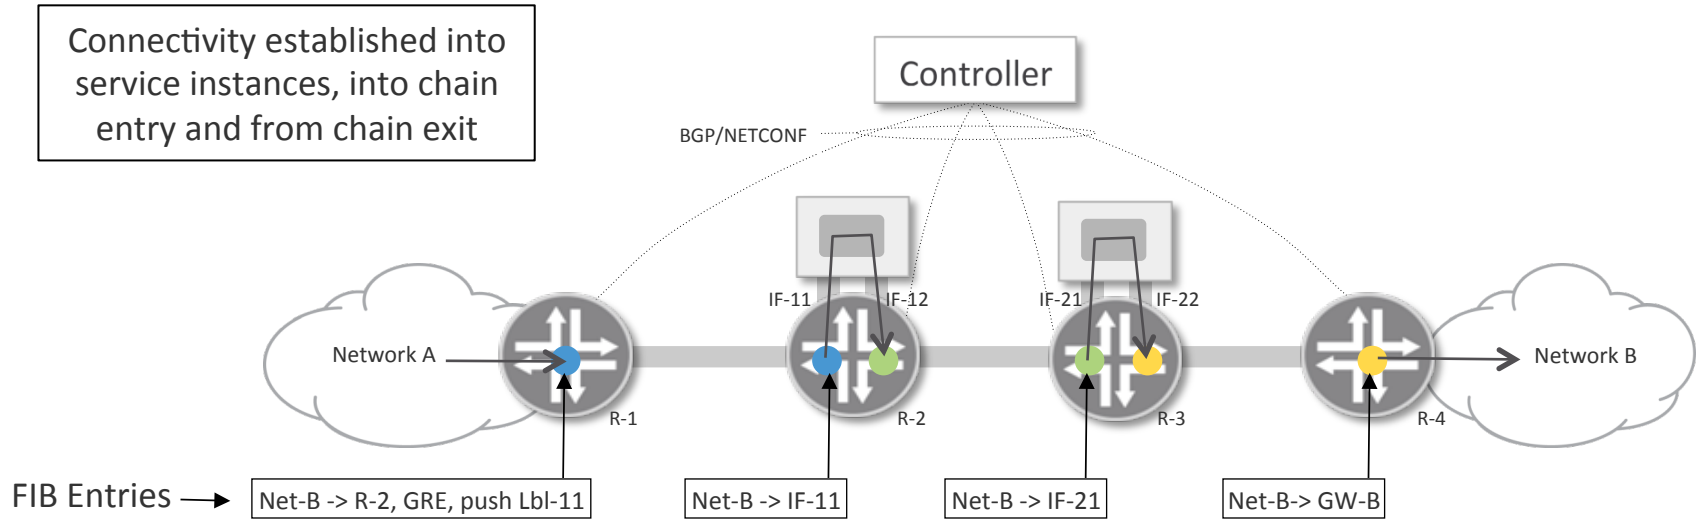 Connectivity established into
service instances, into chain
entry and from chain exit
Controller
BGP/NETCONF
IF-11
IF-12
IF-21
IF-22
Network A
Network B
R-1
R-2
R-3
R-4
FIB Entries
Net-B -> R-2, GRE, push Lbl-11
Net-B -> IF-11
Net-B -> IF-21
Net-B-> GW-B